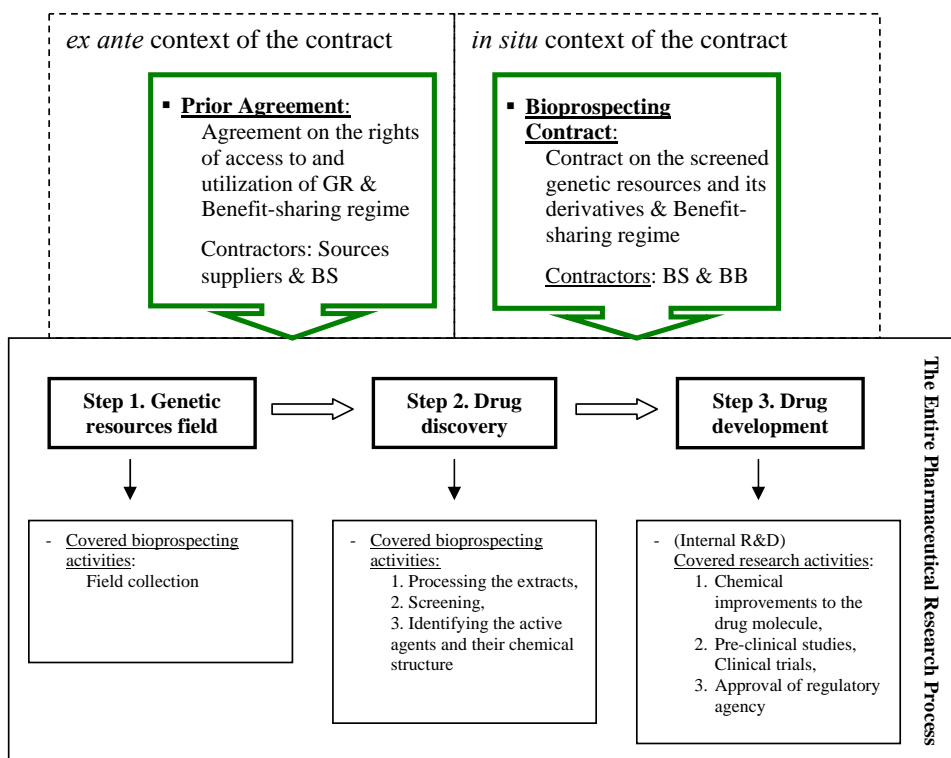 ex ante context of the contract
▪ Prior Agreement:
Agreement on the rights
of access to and
utilization of GR &
Benefit-sharing regime
Contractors: Sources
suppliers & BS
in situ context of the contract
▪ Bioprospecting
Contract:
Contract on the screened
genetic resources and its
derivatives & Benefit-
sharing regime
Contractors: BS & BB
Step 1. Genetic
resources field
Step 2. Drug
discovery
Step 3. Drug
development
- Covered bioprospecting
activities:
Field collection
- Covered bioprospecting
activities:
1. Processing the extracts,
2. Screening,
3. Identifying the active
agents and their chemical
structure
- (Internal R&D)
Covered research activities:
1. Chemical
improvements to the
drug molecule,
2. Pre-clinical studies,
Clinical trials,
3. Approval of regulatory
agency
The Entire Pharmaceutical Research Process